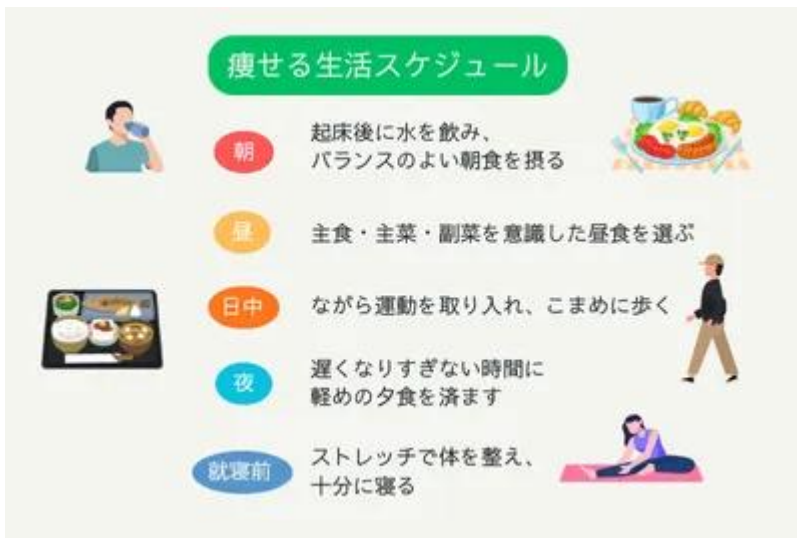 痩せる生活スケジュール
朝
起床後に水を飲み、
バランスのよい朝食を摂る
昼
主食・主菜・副菜を意識した昼食を選ぶ
日中
ながら運動を取り入れ、こまめに歩く
夜
遅くなりすぎない時間に
軽めの夕食を済ます
就寝前
ストレッチで体を整え、
十分に寝る